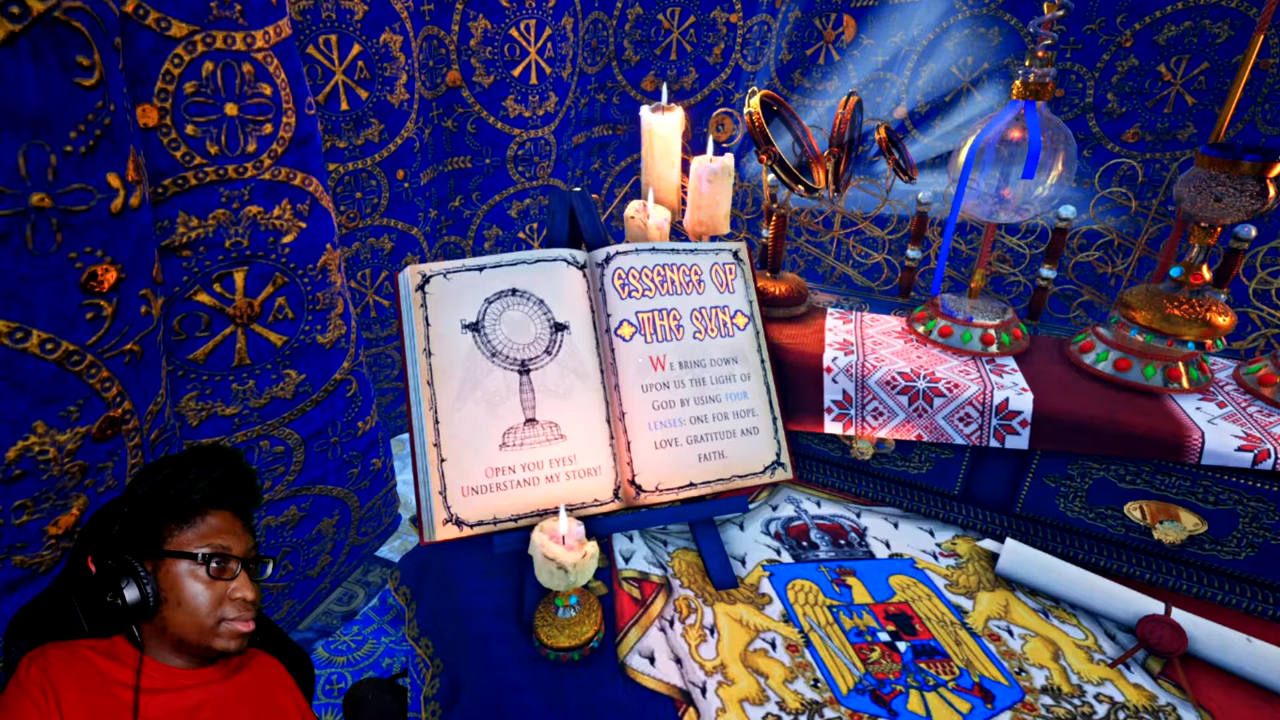 OPEN YOU EYES!
UNDERSTAND MY STORY!
ESSENCE OF
THE SUN
WE BRING DOWN
UPON US THE LIGHT OF
GOD BY USING FOUR
LENSES: ONE FOR HOPE,
LOVE, GRATITUDE AND
FAITH.